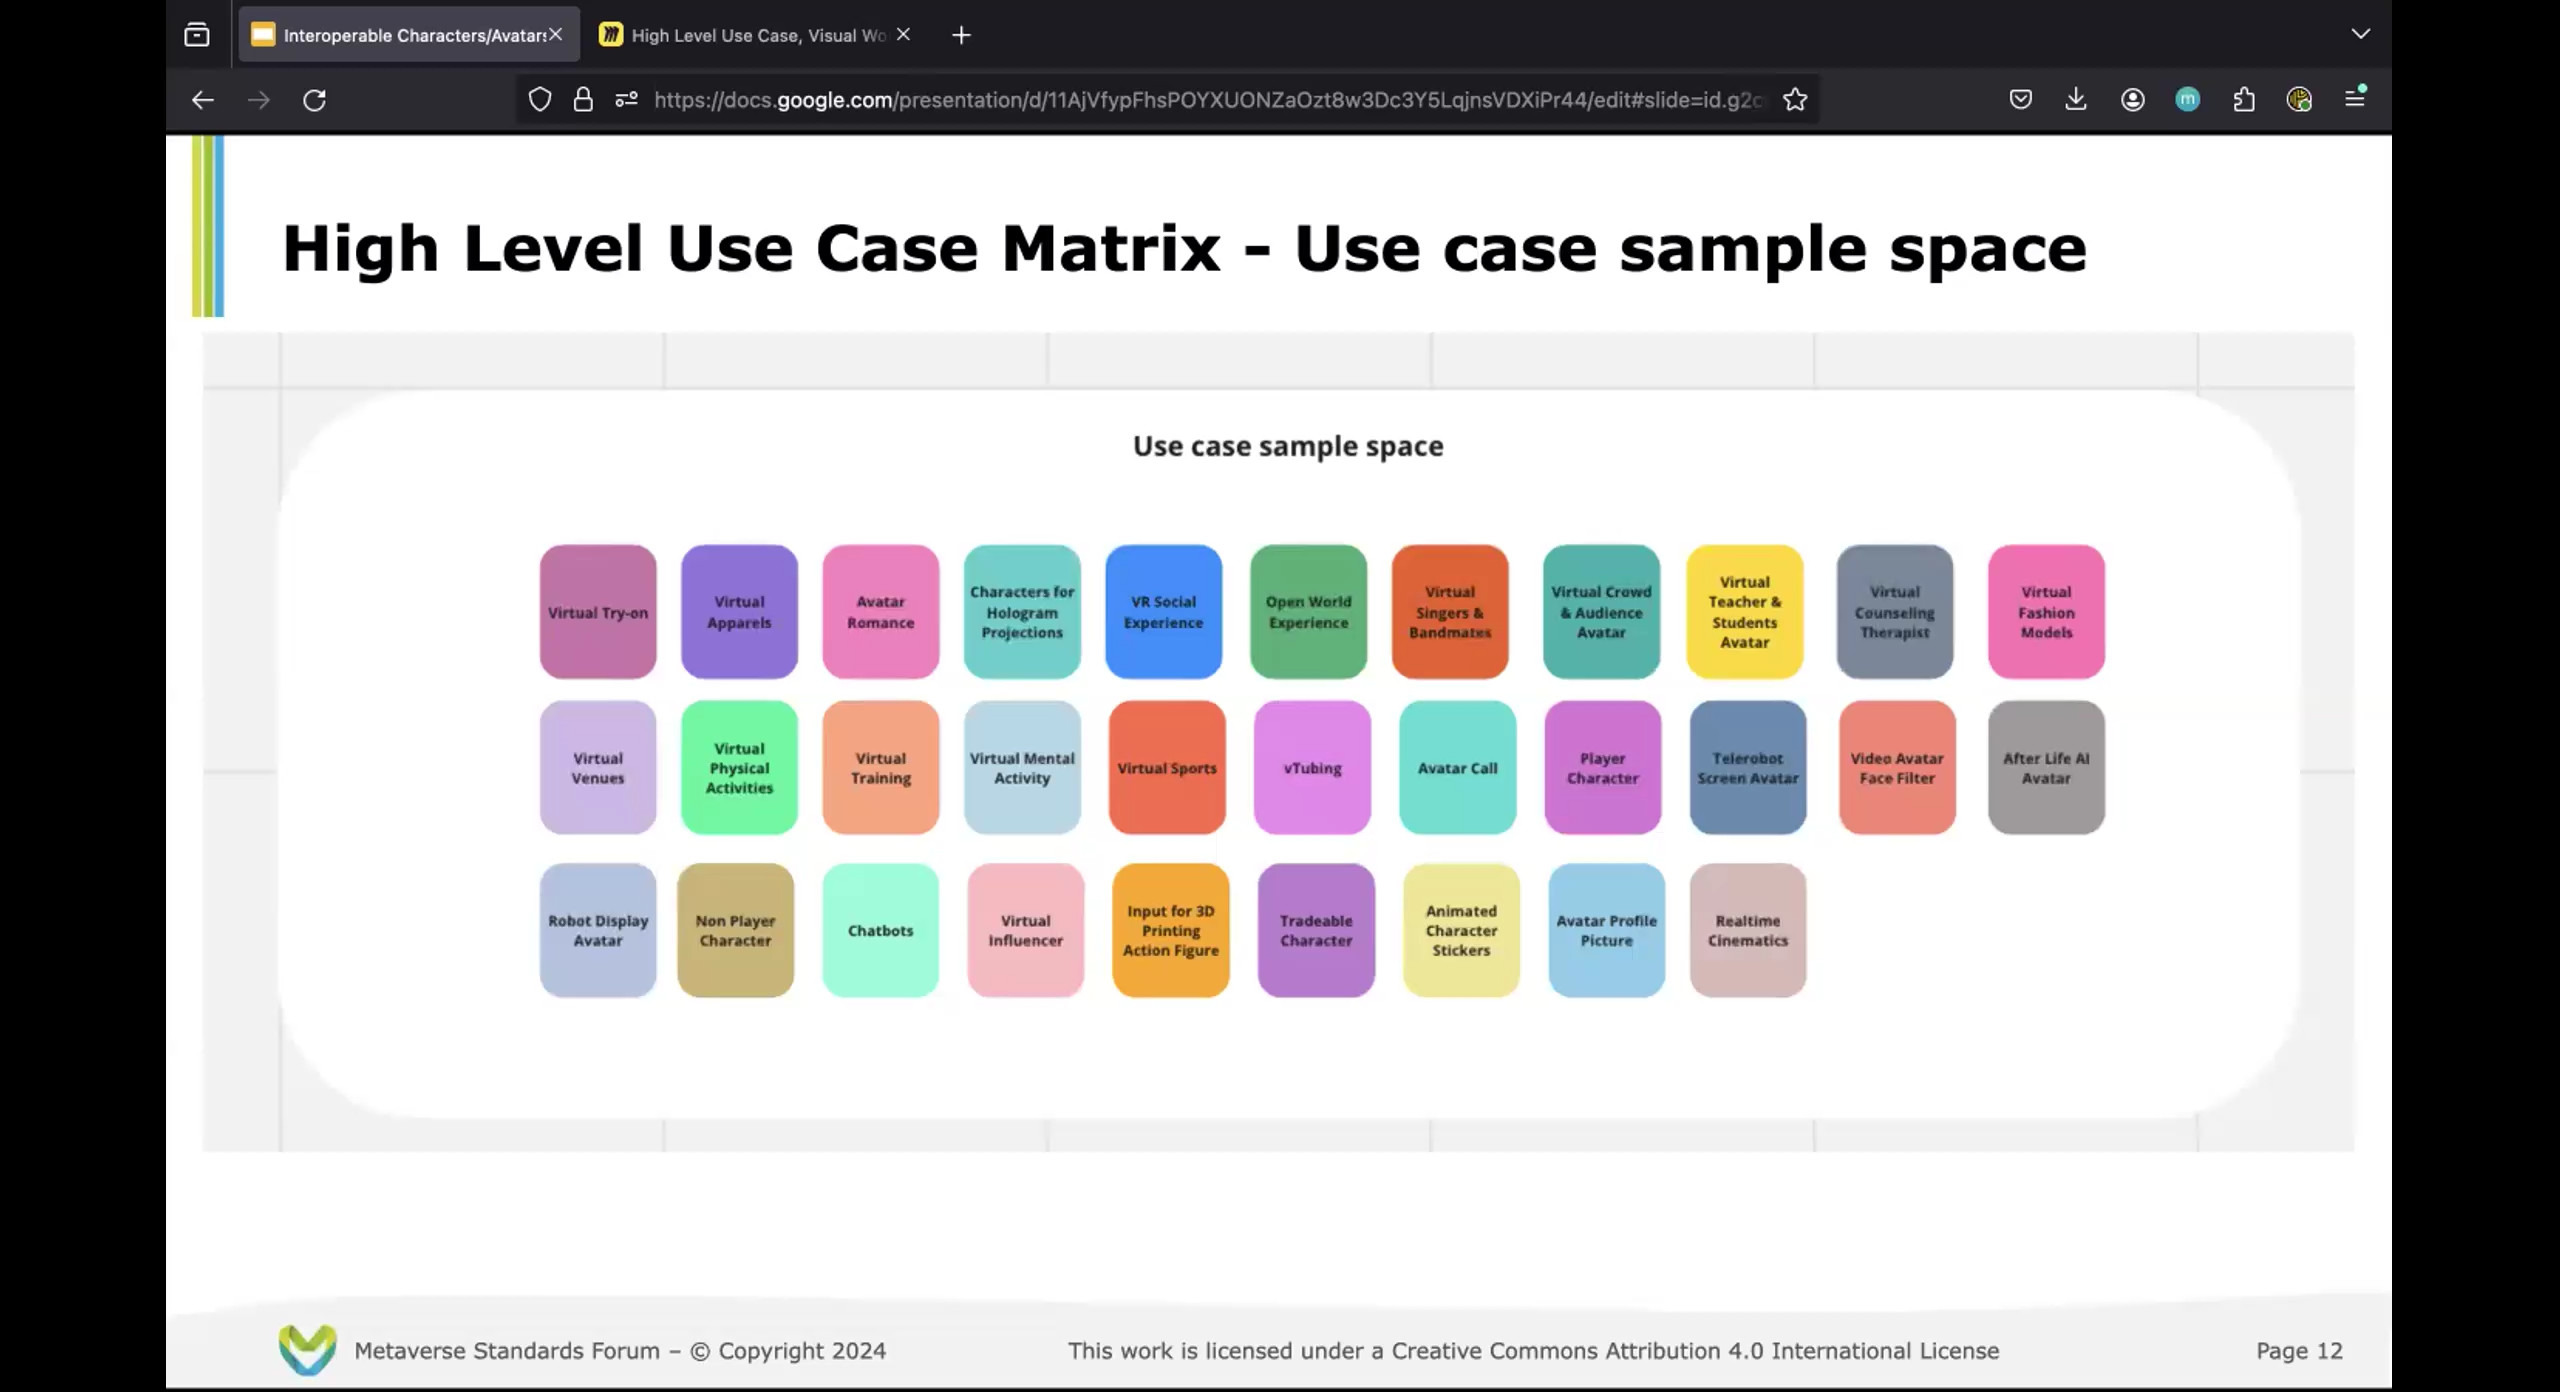 Interoperable Characters/Avatars
High Level Use Case, Visual Wo
https://docs.google.com/presentation/d/11AjVfypFhsPOYXUONZaOzt8w3Dc3Y5LqjnsVDXiPr44/edit#slide=id.g2c
m
High Level Use Case Matrix - Use case sample space
Use case sample space
Virtual Try-on
Virtual
Apparels
Avatar
Romance
Characters for
Hologram
Projections
VR Social
Experience
Open World
Experience
Virtual
Singers &
Bandmates
Virtual Crowd
& Audience
Avatar
Virtual
Teacher &
Students
Avatar
Virtual
Counseling
Therapist
Virtual
Fashion
Models
Virtual
Venues
Virtual
Physical
Activities
Virtual
Training
Virtual Mental
Activity
Virtual Sports
vTubing
Avatar Call
Player
Character
Telerobot
Screen Avatar
Video Avatar
Face Filter
After Life AI
Avatar
Robot Display
Avatar
Non Player
Character
Chatbots
Virtual
Influencer
Input for 3D
Printing
Action Figure
Tradeable
Character
Animated
Character
Stickers
Avatar Profile
Picture
Realtime
Cinematics
Metaverse Standards Forum – © Copyright 2024
This work is licensed under a Creative Commons Attribution 4.0 International License
Page 12